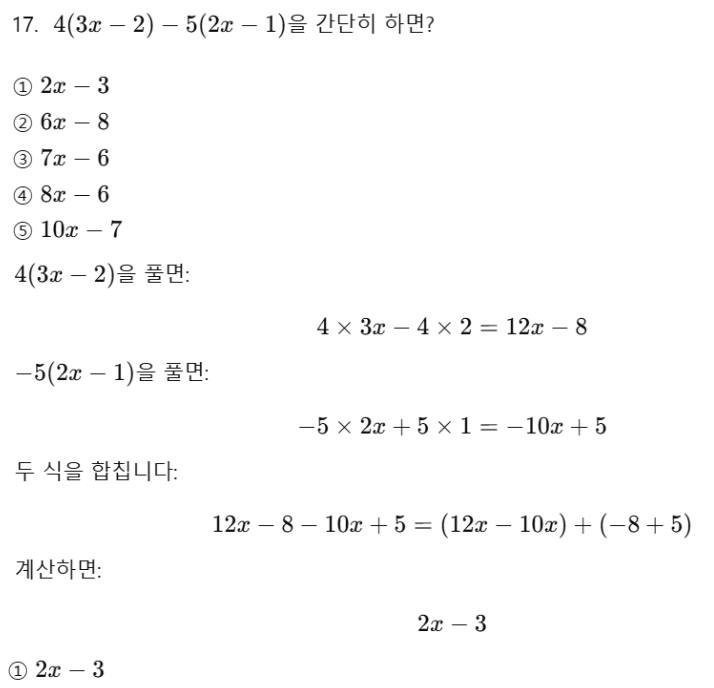 17. 4(3x − 2) − 5(2x − 1)을 간단히 하면?
① 2x − 3
② 6x − 8
③ 7x − 6
④ 8x − 6
⑤ 10x − 7
4(3x − 2)을 풀면:
4 × 3x − 4 × 2 = 12x − 8
−5(2x − 1)을 풀면:
−5 × 2x + 5 × 1 = −10x + 5
두 식을 합칩니다:
12x − 8 − 10x + 5 = (12x − 10x) + (−8 + 5)
계산하면:
2x − 3
① 2x − 3